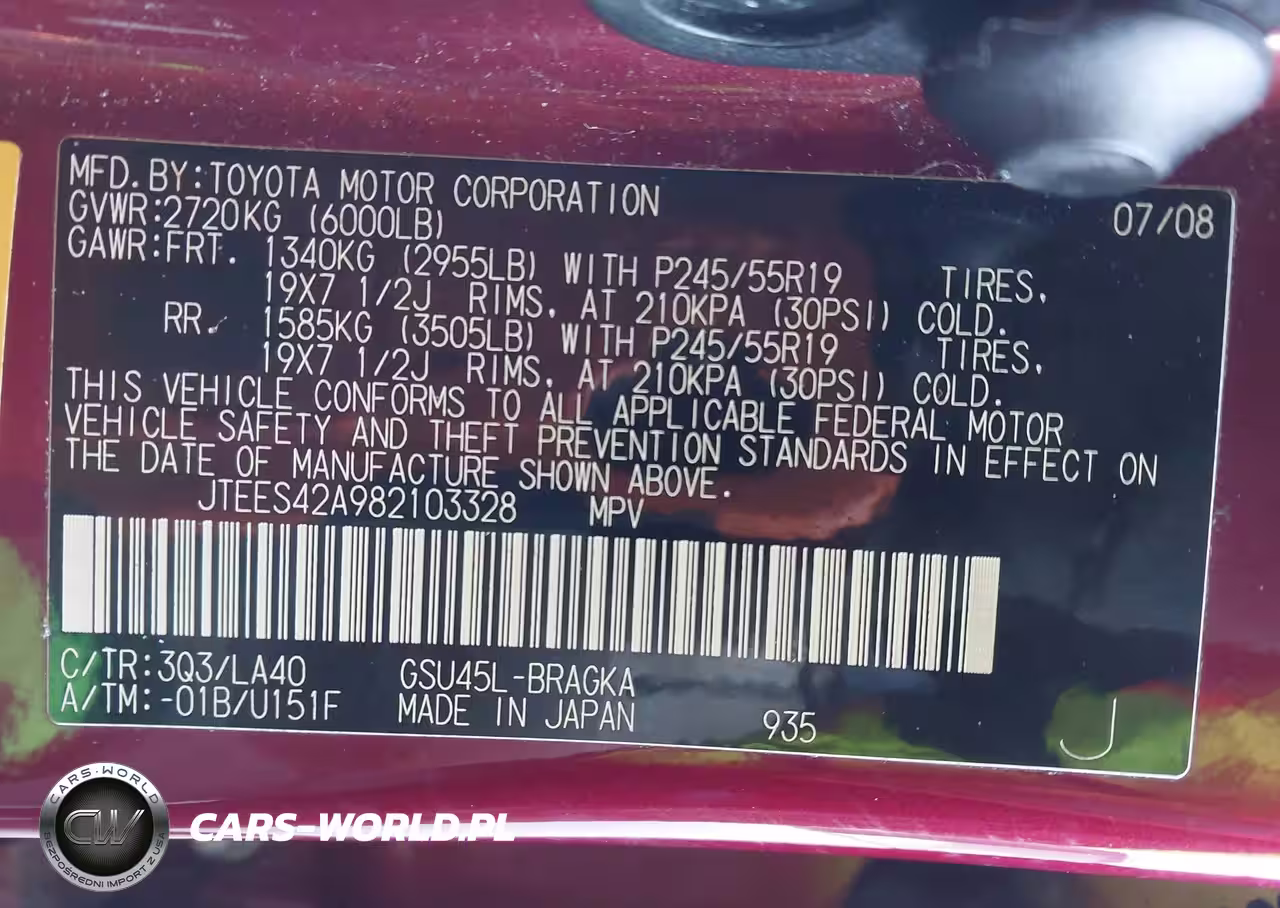 MFD. BY:TOYOTA MOTOR CORPORATION 07/08
GVWR:2720KG (6000LB)
GAWR:FRT. 1340KG (2955LB) WITH P245/55R19 TIRES.
19X7 1/2J RIMS. AT 210KPA (30PSI) COLD.
RR. 1585KG (3505LB) WITH P245/55R19 TIRES.
19X7 1/2J RIMS. AT 210KPA (30PSI) COLD.
THIS VEHICLE CONFORMS TO ALL APPLICABLE FEDERAL MOTOR
VEHICLE SAFETY AND THEFT PREVENTION STANDARDS IN EFFECT ON
THE DATE OF MANUFACTURE SHOWN ABOVE.
JTEES42A982103328 MPV
C/TR:3Q3/LA40 GSU45L-BRAGKA
A/TM:-01B/U151F MADE IN JAPAN 935 J
CARS-WORLD
CW
BEZPOŚREDNI IMPORT Z USA
CARS-WORLD.PL